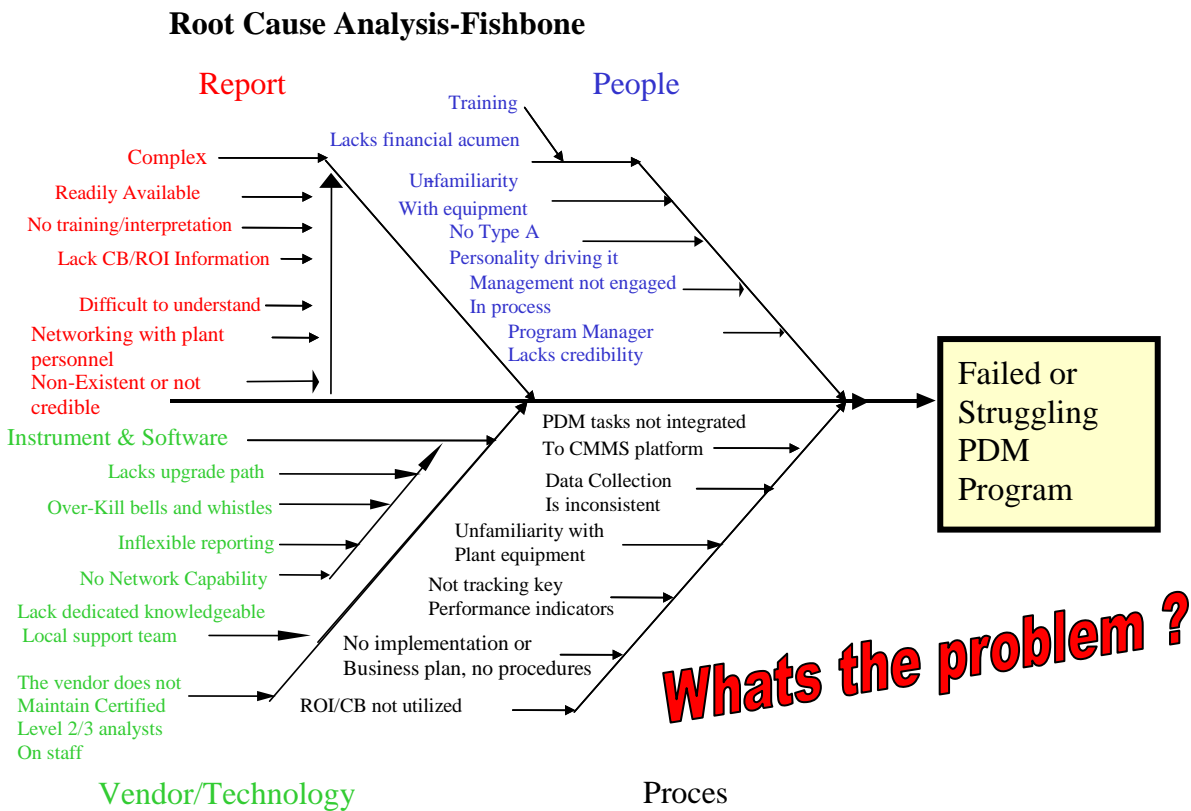 Root Cause Analysis-Fishbone
Report
Complex
Readily Available
No training/interpretation
Lack CB/ROI Information
Difficult to understand
Networking with plant
personnel
Non-Existent or not
credible
People
Training
Lacks financial acumen
Unfamiliarity
With equipment
No Type A
Personality driving it
Management not engaged
In process
Program Manager
Lacks credibility
Failed or
Struggling
PDM
Program
Instrument & Software
Lacks upgrade path
Over-Kill bells and whistles
Inflexible reporting
No Network Capability
Lack dedicated knowledgeable
Local support team
The vendor does not
Maintain Certified
Level 2/3 analysts
On staff
Vendor/Technology
PDM tasks not integrated
To CMMS platform
Data Collection
Is inconsistent
Unfamiliarity with
Plant equipment
Not tracking key
Performance indicators
No implementation or
Business plan, no procedures
ROI/CB not utilized
Proces
Whats the problem ?